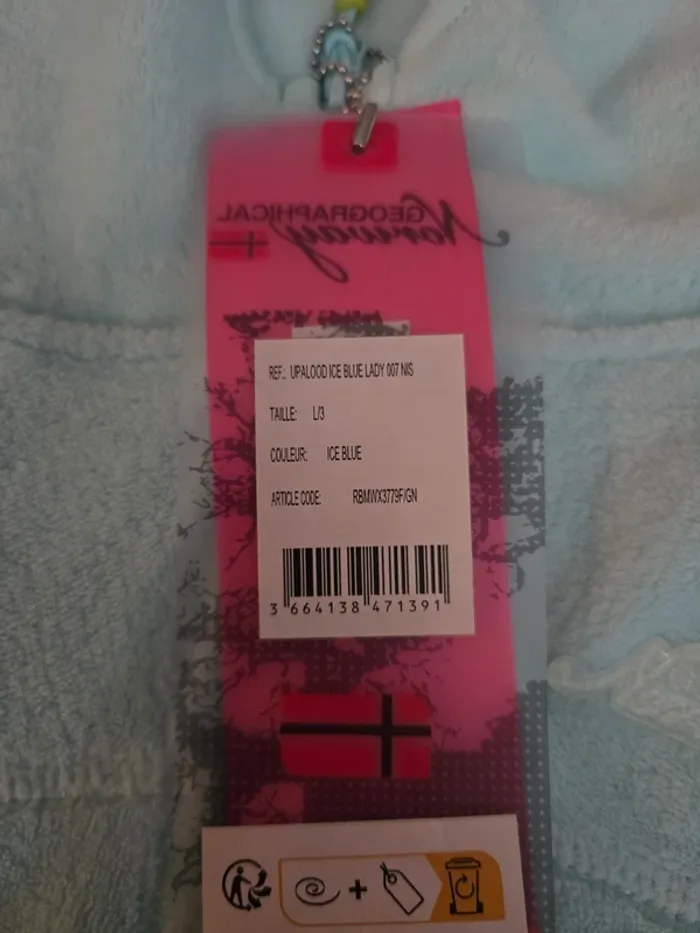 GEOGRAPHICAL
Norway
REF.: UPALOOD ICE BLUE LADY 007 NIS
TAILLE: L/3
COULEUR: ICE BLUE
ARTICLE CODE: RBMWX3779F/GN
3 664138 471391